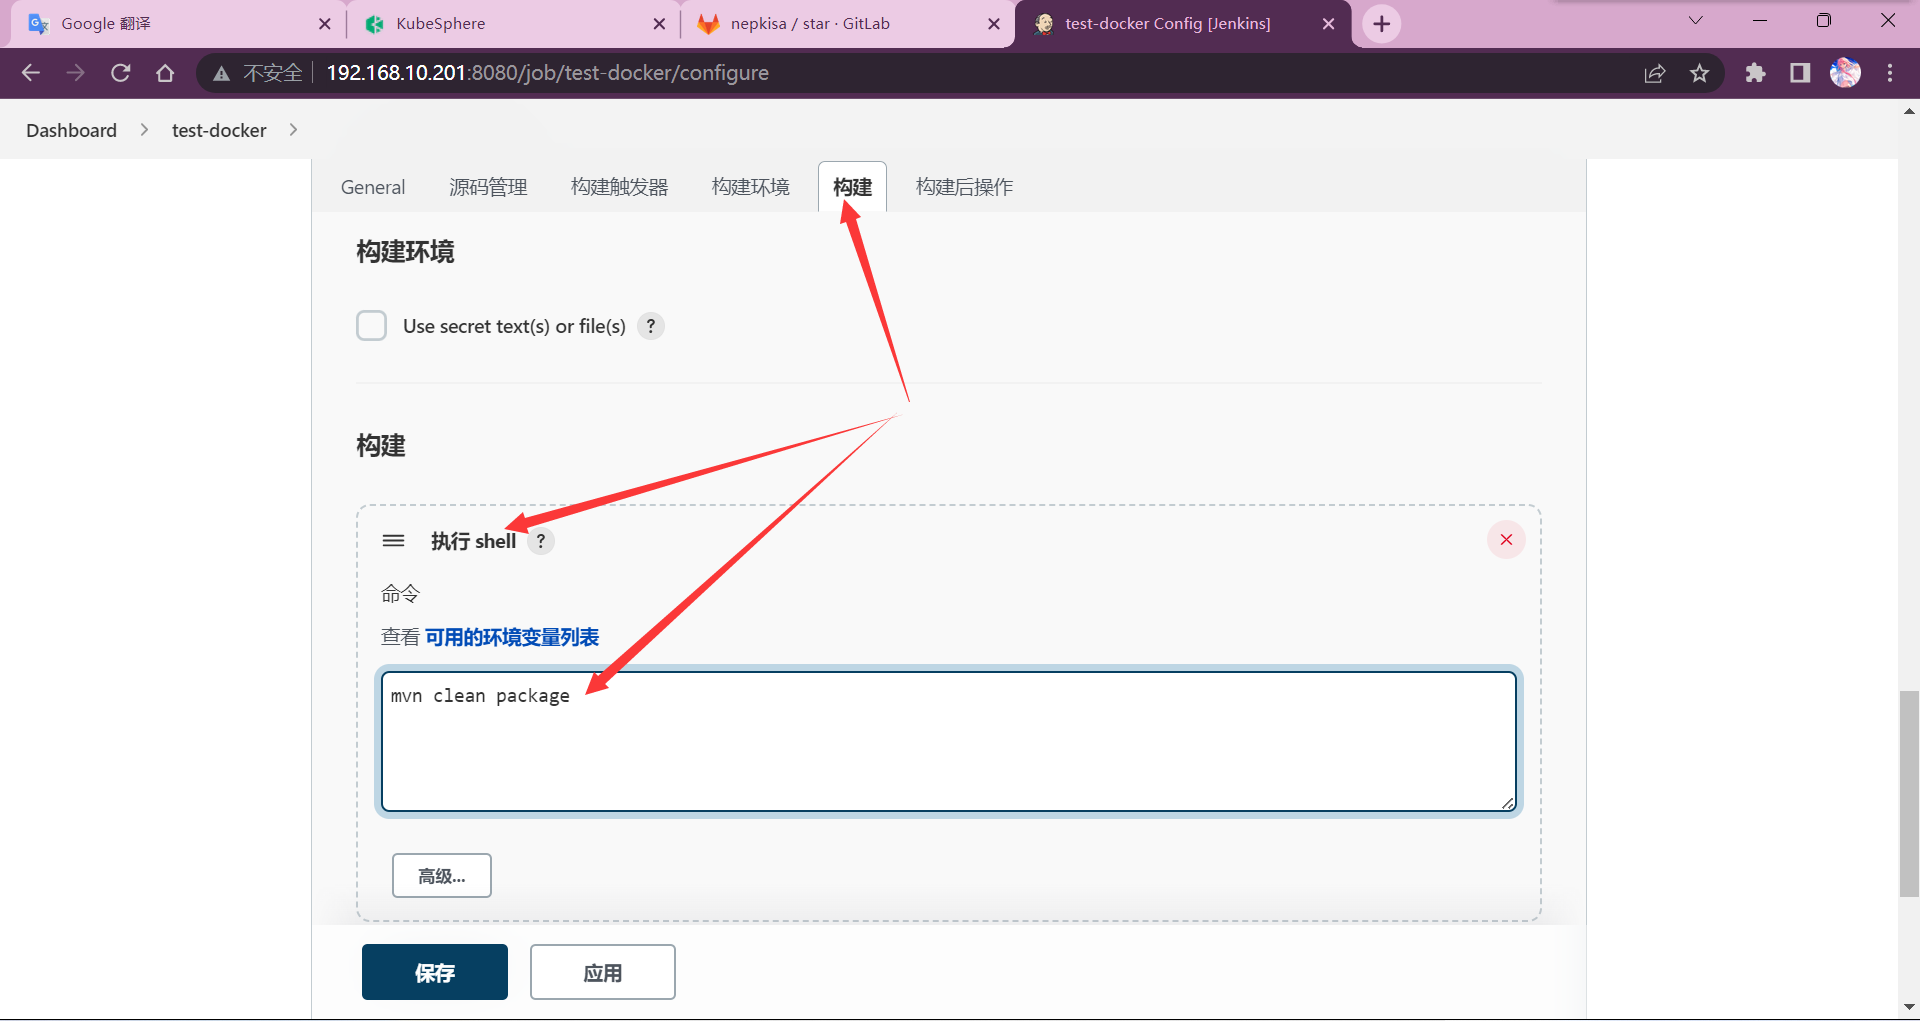 Google 翻译
KubeSphere
nepkisa / star · GitLab
test-docker Config [Jenkins]
不安全
192.168.10.201:8080/job/test-docker/configure
Dashboard
test-docker
General
源码管理
构建触发器
构建环境
构建
构建后操作
构建环境
Use secret text(s) or file(s) ?
构建
执行 shell ?
命令
查看 可用的环境变量列表
mvn clean package
高级...
保存
应用